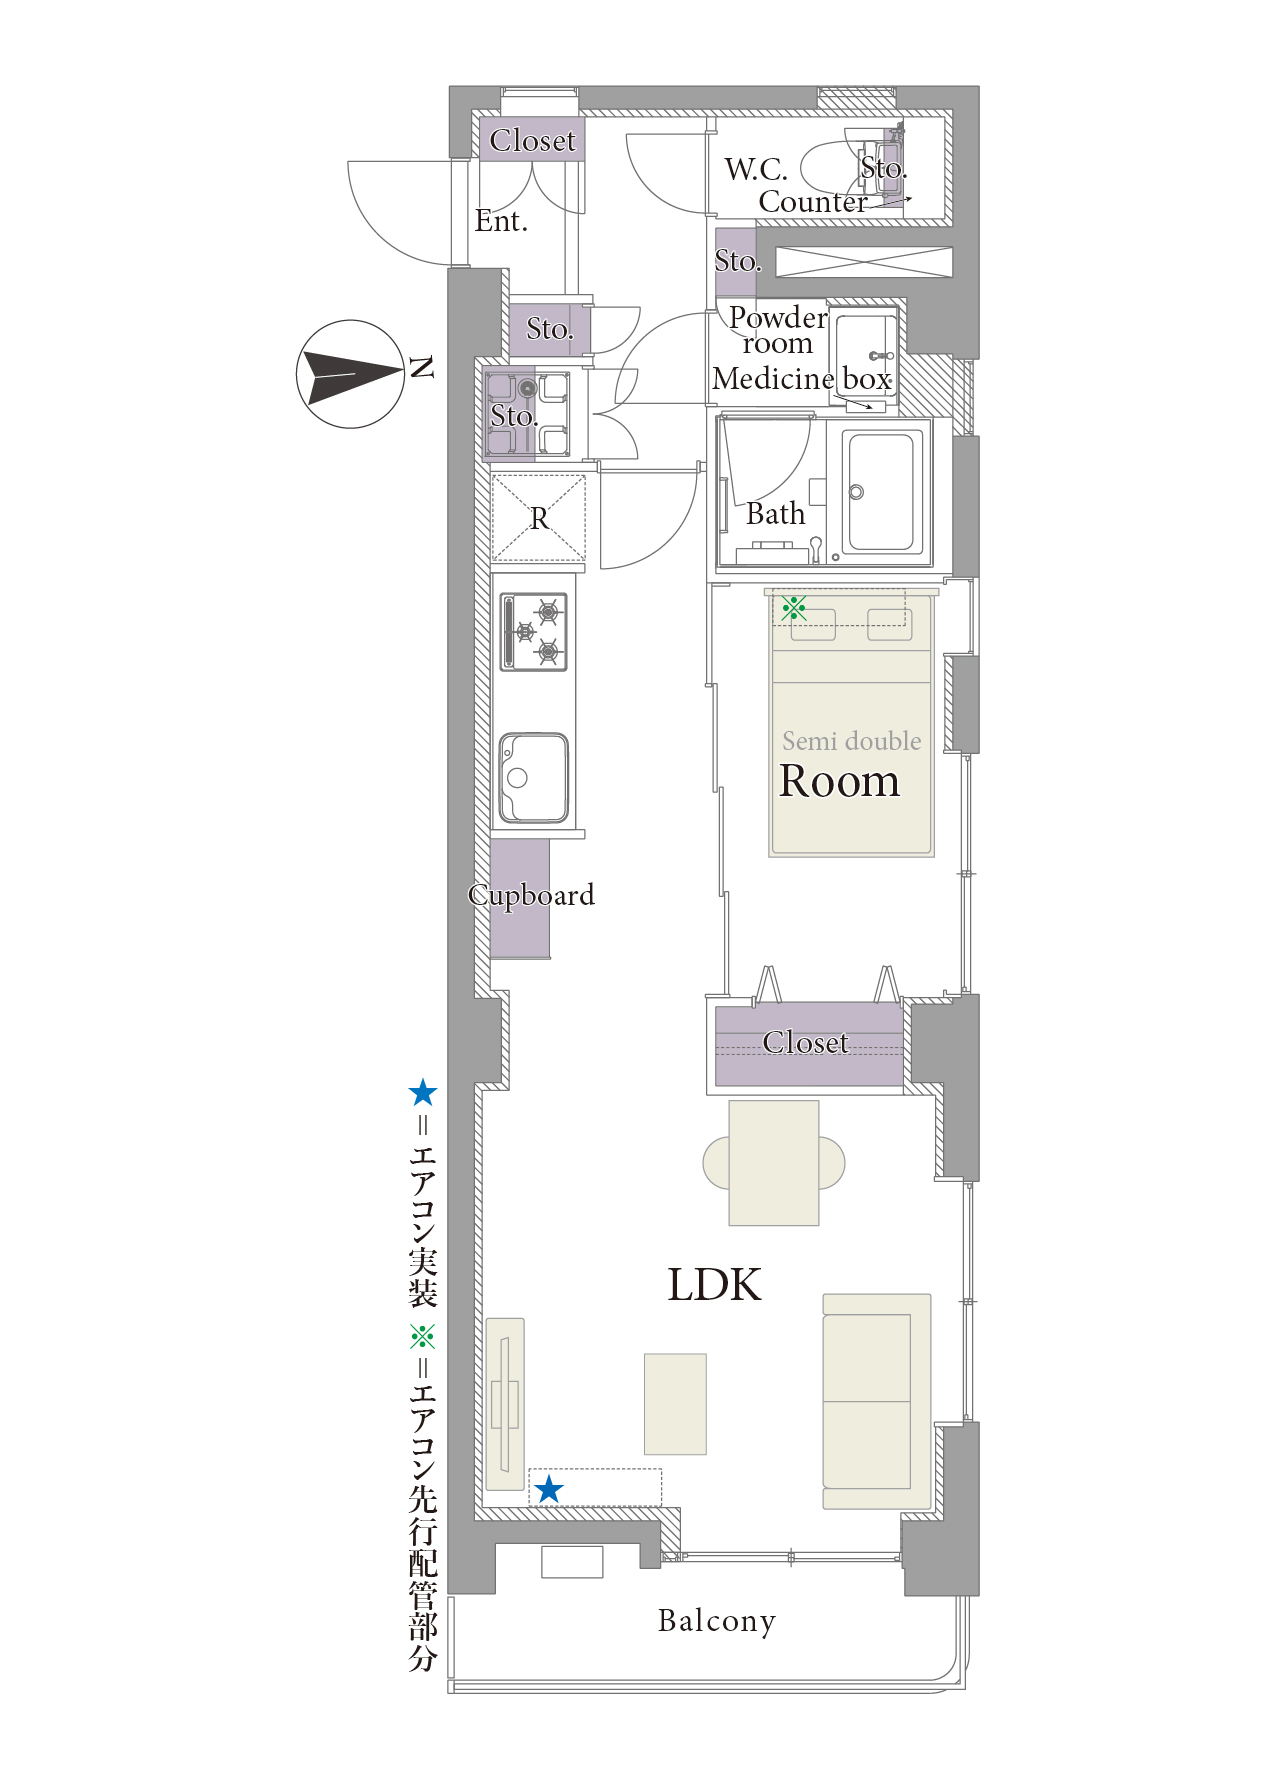 Closet
W.C.
Sto.
Counter
Ent.
Sto.
Sto.
Powder
room
Medicine box
N
Sto.
R
Bath
※
Semi double
Room
Cupboard
Closet
LDK
★
Balcony
★＝エアコン実装 ※＝エアコン先行配管部分